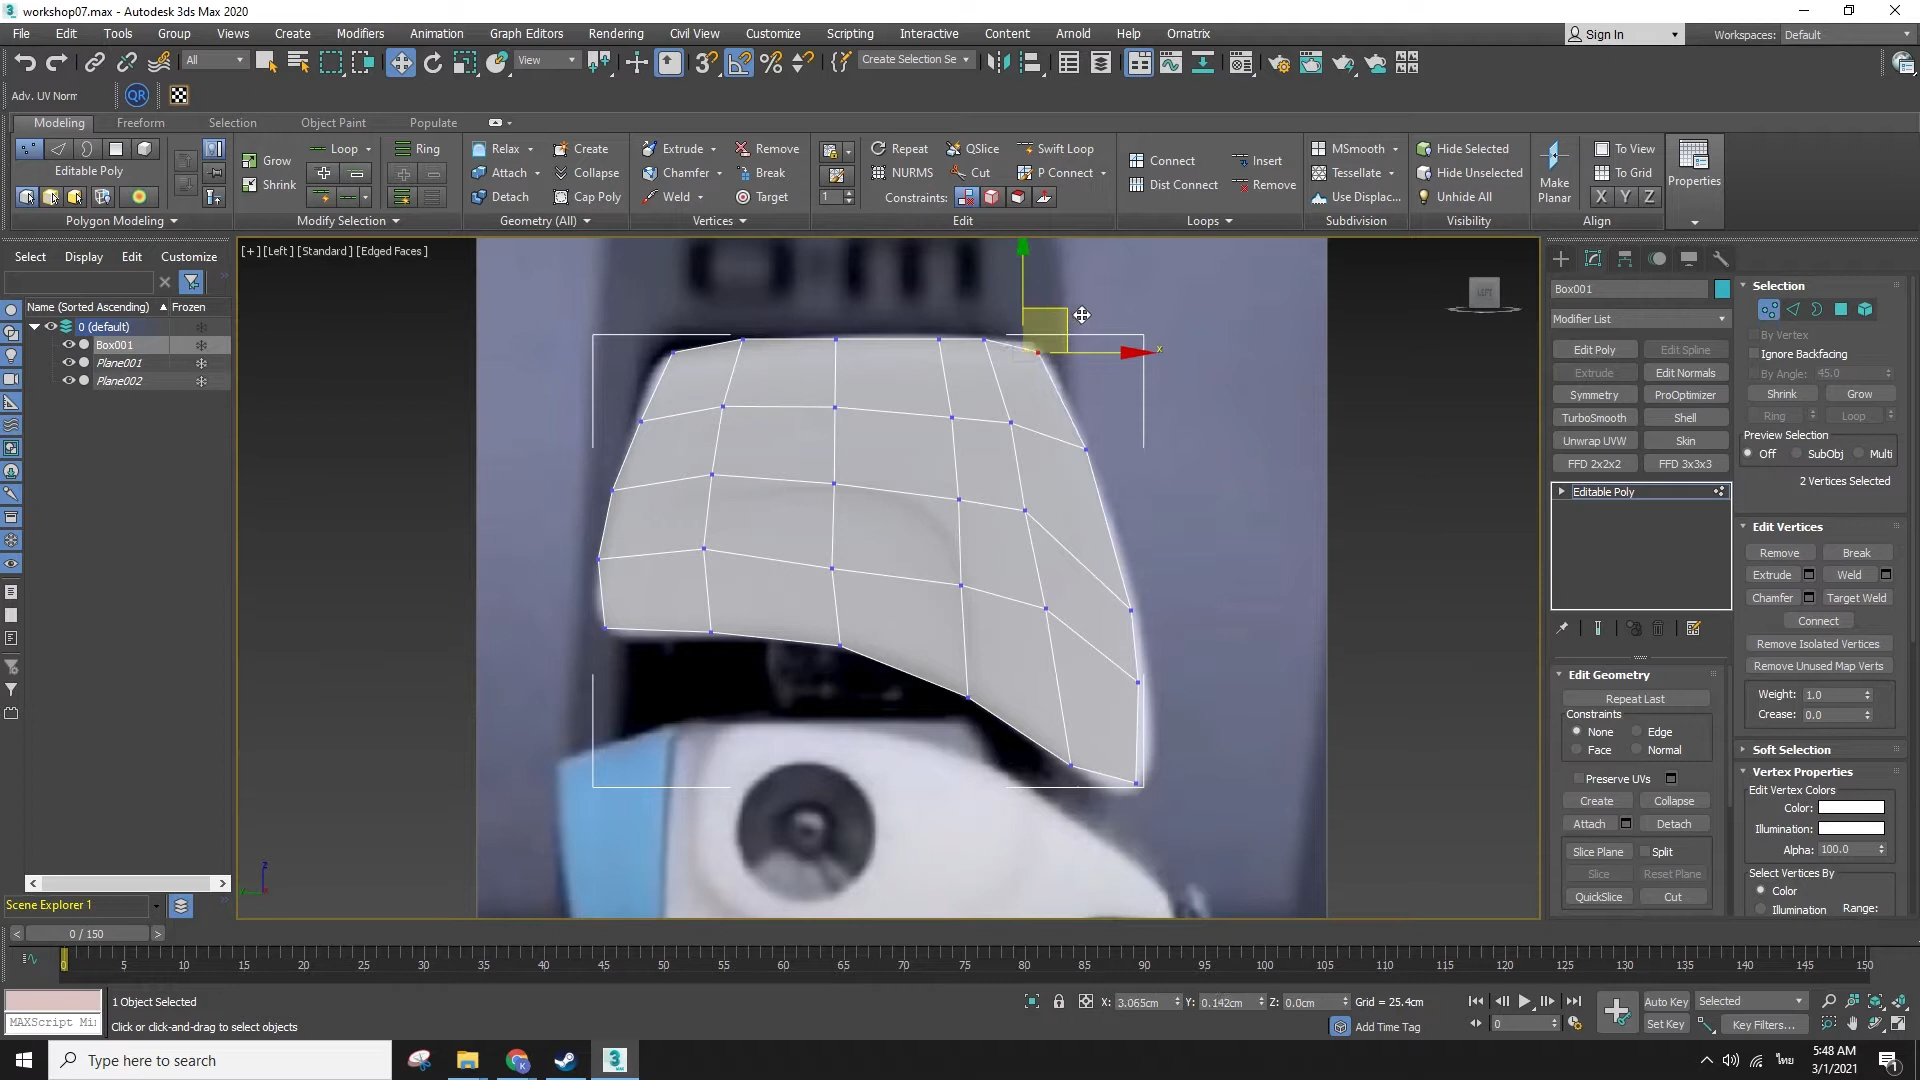 workshop07.max - Autodesk 3ds Max 2020
File Edit Tools Group Views Create Modifiers Animation Graph Editors Rendering Civil View Customize Scripting Interactive Content Arnold Help Ornatrix Sign In Workspaces: Default
All View Create Selection Se
Adv. UV Norm QR
Modeling Freeform Selection Object Paint Populate
Loop Ring Relax Create Extrude Remove Repeat QSlice Swift Loop MSmooth Hide Selected To View
Grow Connect Insert
Editable Poly Attach Collapse Chamfer Break NURMS Cut P Connect Tessellate Hide Unselected To Grid
Shrink Dist Connect Remove Make Planar Properties
Detach Cap Poly Weld Target 1 Constraints: Use Displac... Unhide All X Y Z
Polygon Modeling Modify Selection Geometry (All) Vertices Edit Loops Subdivision Visibility Align
Select Display Edit Customize
Name (Sorted Ascending) Frozen
0 (default)
Box001
Plane001
Plane002
Scene Explorer 1
[+] [Left] [Standard] [Edged Faces]
LEFT
x
z
Box001
Modifier List
Edit Poly Edit Spline
Extrude Edit Normals
Symmetry ProOptimizer
TurboSmooth Shell
Unwrap UVW Skin
FFD 2x2x2 FFD 3x3x3
Editable Poly
Edit Geometry
Repeat Last
Constraints
None Edge
Face Normal
Preserve UVs
Create Collapse
Attach Detach
Slice Plane Split
Slice Reset Plane
QuickSlice Cut
Selection
By Vertex
Ignore Backfacing
By Angle: 45.0
Shrink Grow
Ring Loop
Preview Selection
Off SubObj Multi
2 Vertices Selected
Edit Vertices
Remove Break
Extrude Weld
Chamfer Target Weld
Connect
Remove Isolated Vertices
Remove Unused Map Verts
Weight: 1.0
Crease: 0.0
Soft Selection
Vertex Properties
Edit Vertex Colors
Color:
Illumination:
Alpha: 100.0
Select Vertices By
Color
Illumination Range:
< 0 / 150 >
0 5 10 15 20 25 30 35 40 45 50 55 60 65 70 75 80 85 90 95 100 105 110 115 120 125 130 135 140 145 150
1 Object Selected X: 3.065cm Y: 0.142cm Z: 0.0cm Grid = 25.4cm Auto Key Selected
MAXScript Mi Click or click-and-drag to select objects Add Time Tag 0 Set Key Key Filters...
Type here to search ไทย 5:48 AM
3/1/2021 1